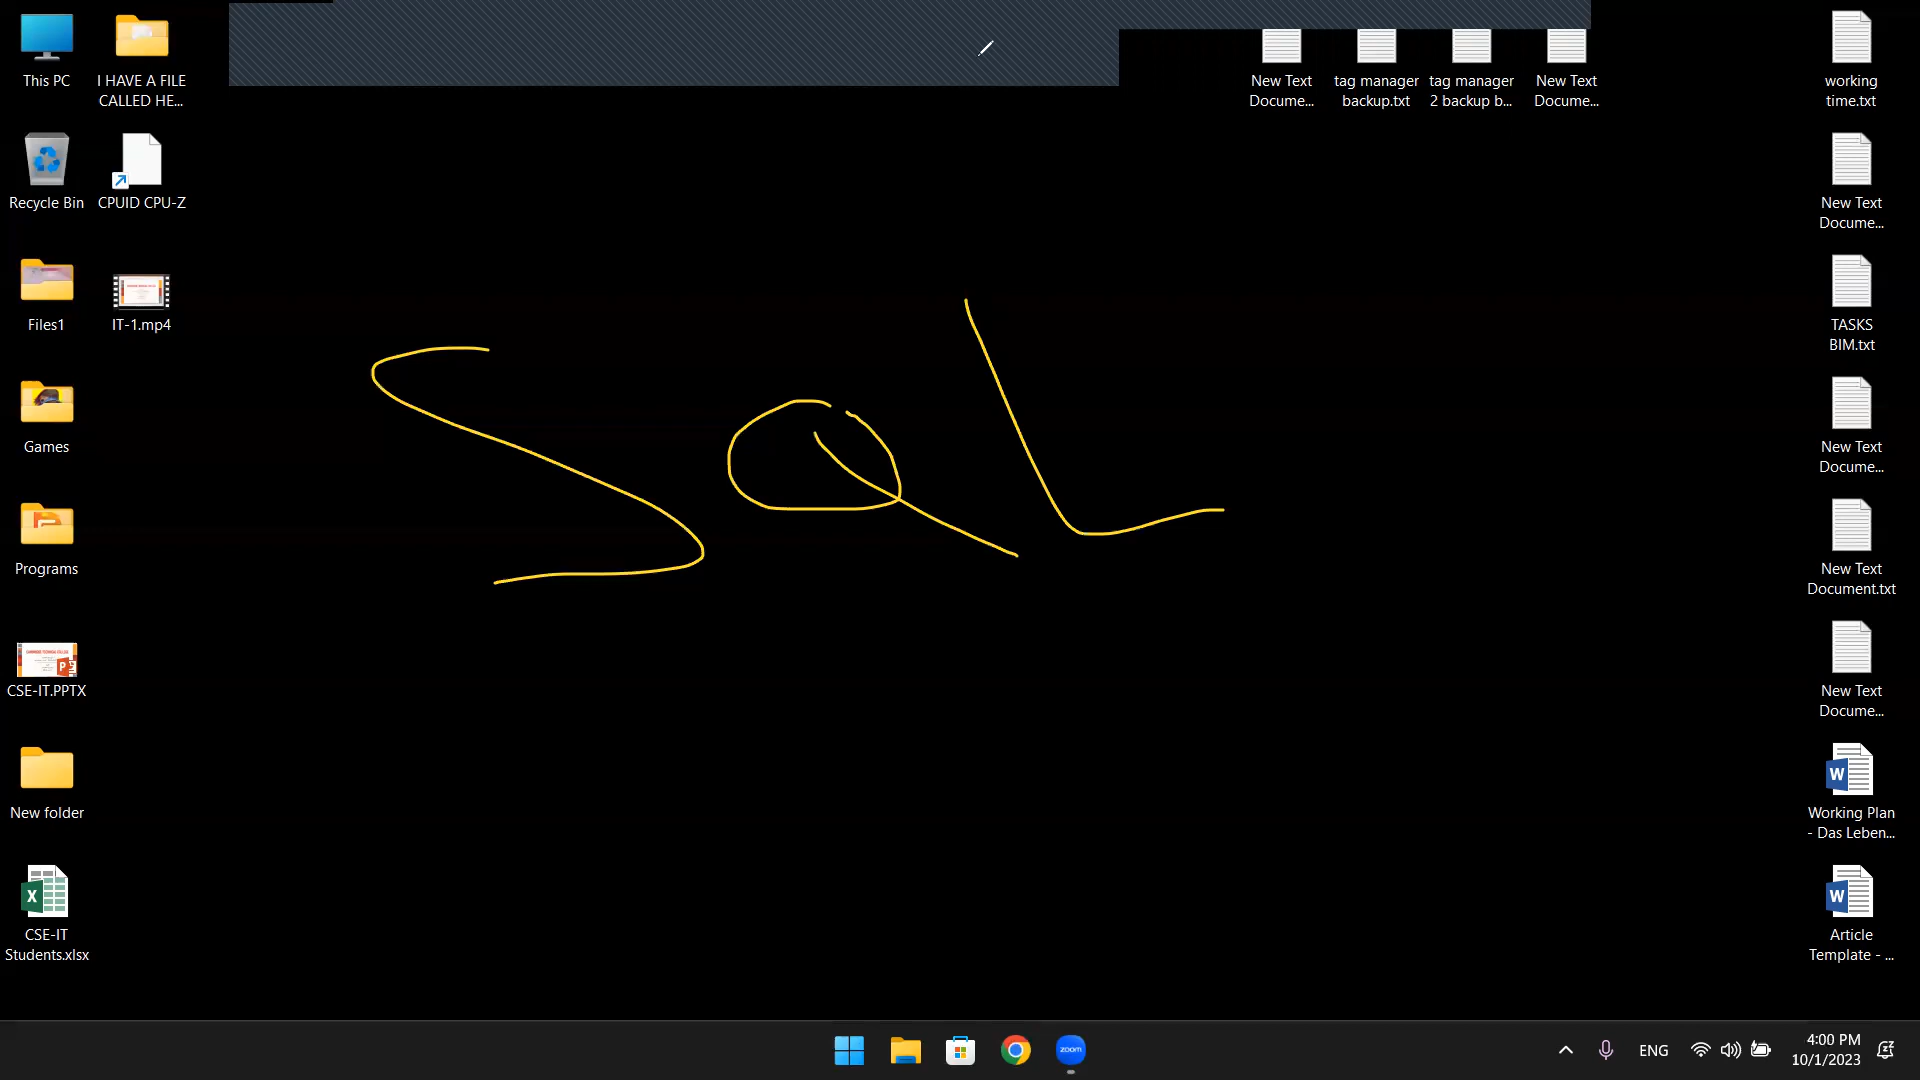 This PC
I HAVE A FILE
CALLED HE...
New Text
Docume...
tag manager
backup.txt
tag manager
2 backup b...
New Text
Docume...
working
time.txt
Recycle Bin
CPUID CPU-Z
New Text
Docume...
Files1
IT-1.mp4
TASKS
BIM.txt
SQL
Games
New Text
Docume...
Programs
New Text
Document.txt
CSE-IT.PPTX
New Text
Docume...
New folder
Working Plan
- Das Leben...
CSE-IT
Students.xlsx
Article
Template - ...
zoom
ENG
4:00 PM
10/1/2023